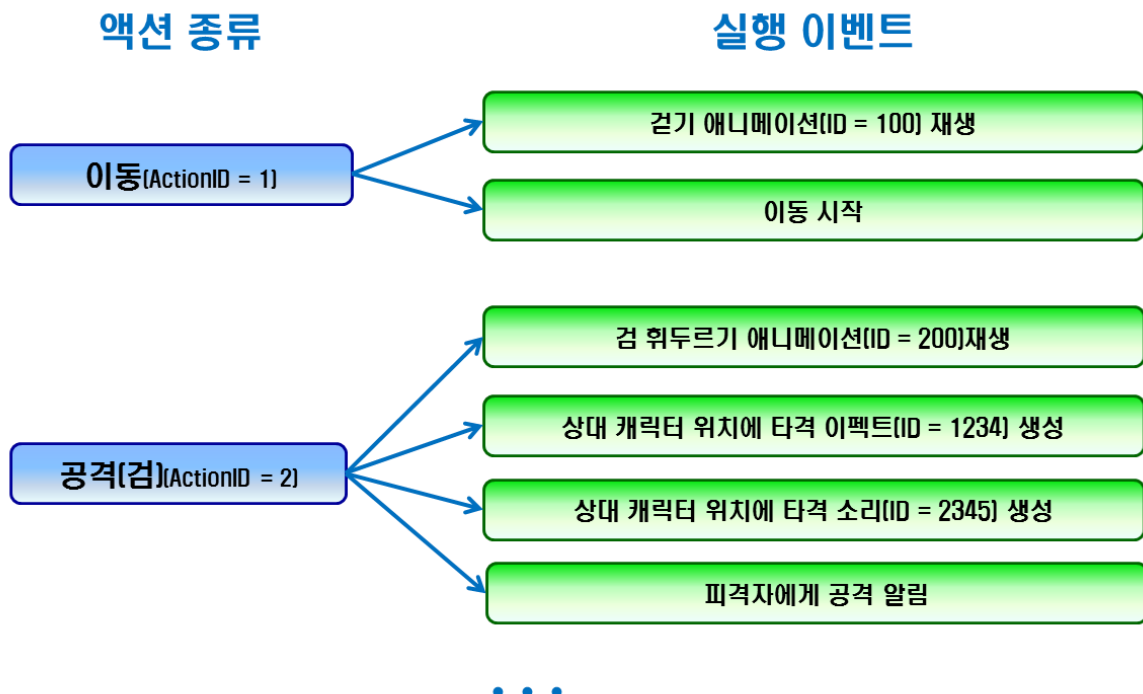 액션 종류
실행 이벤트
이동(ActionID = 1)
걷기 애니메이션(ID = 100) 재생
이동 시작
공격(검)(ActionID = 2)
검 휘두르기 애니메이션(ID = 200)재생
상대 캐릭터 위치에 타격 이펙트(ID = 1234) 생성
상대 캐릭터 위치에 타격 소리(ID = 2345) 생성
피격자에게 공격 알림
...